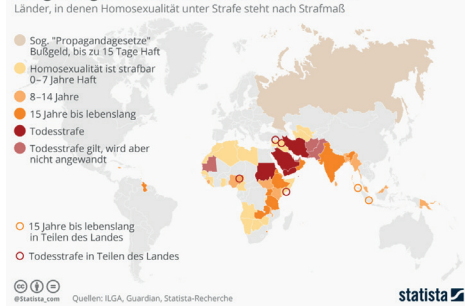 Länder, in denen Homosexualität unter Strafe steht nach Strafmaß
Sog. "Propagandagesetze"
Bußgeld, bis zu 15 Tage Haft
Homosexualität ist strafbar
0–7 Jahre Haft
8–14 Jahre
15 Jahre bis lebenslang
Todesstrafe
Todesstrafe gilt, wird aber
nicht angewandt
15 Jahre bis lebenslang
in Teilen des Landes
Todesstrafe in Teilen des Landes
@Statista_com
Quellen: ILGA, Guardian, Statista-Recherche
statista